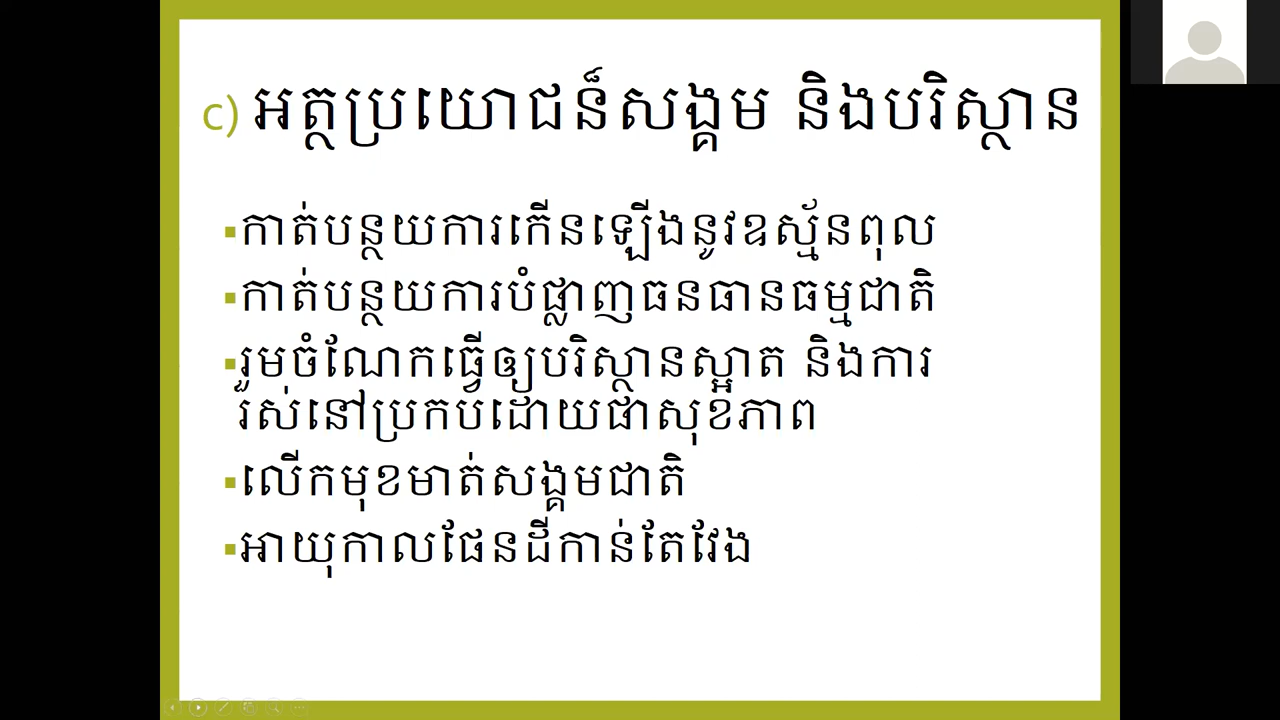 c) អត្ថប្រយោជន៏សង្គម និងបរិស្ថាន
▪កាត់បន្ថយការកើនឡើងនូវឧស្ម័នពុល
▪កាត់បន្ថយការបំផ្លាញធនធានធម្មជាតិ
▪រួមចំណែកធ្វើឲ្យបរិស្ថានស្អាត និងការ
រស់នៅប្រកបដោយផាសុខភាព
▪លើកមុខមាត់សង្គមជាតិ
▪អាយុកាលផែនដីកាន់តែវែង